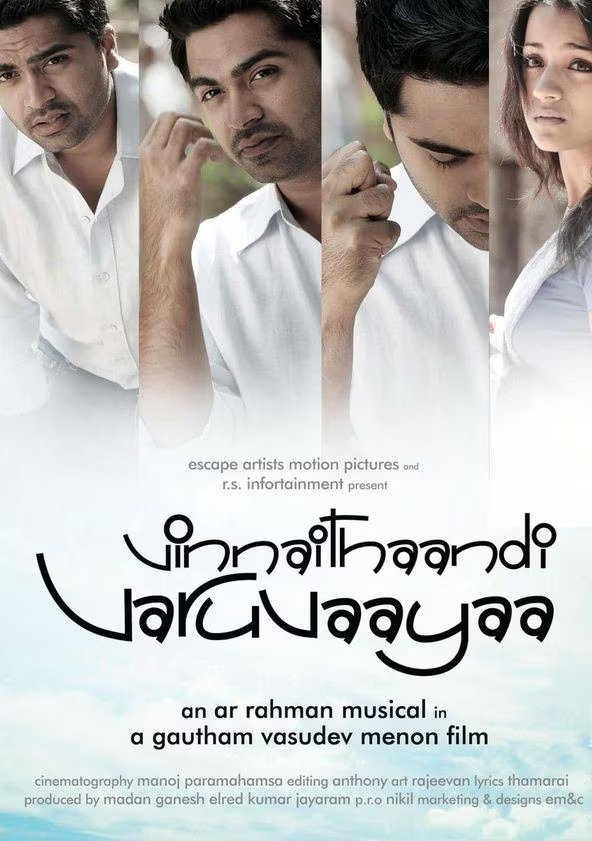 escape artists motion pictures and
r.s. infortainment present
vinnaithaandi
varuvaayaa
an ar rahman musical in
a gautham vasudev menon film
cinematography manoj paramahamsa editing anthony art rajeevan lyrics thamarai
produced by madan ganesh elred kumar jayaram p.r.o nikil marketing & designs em&c